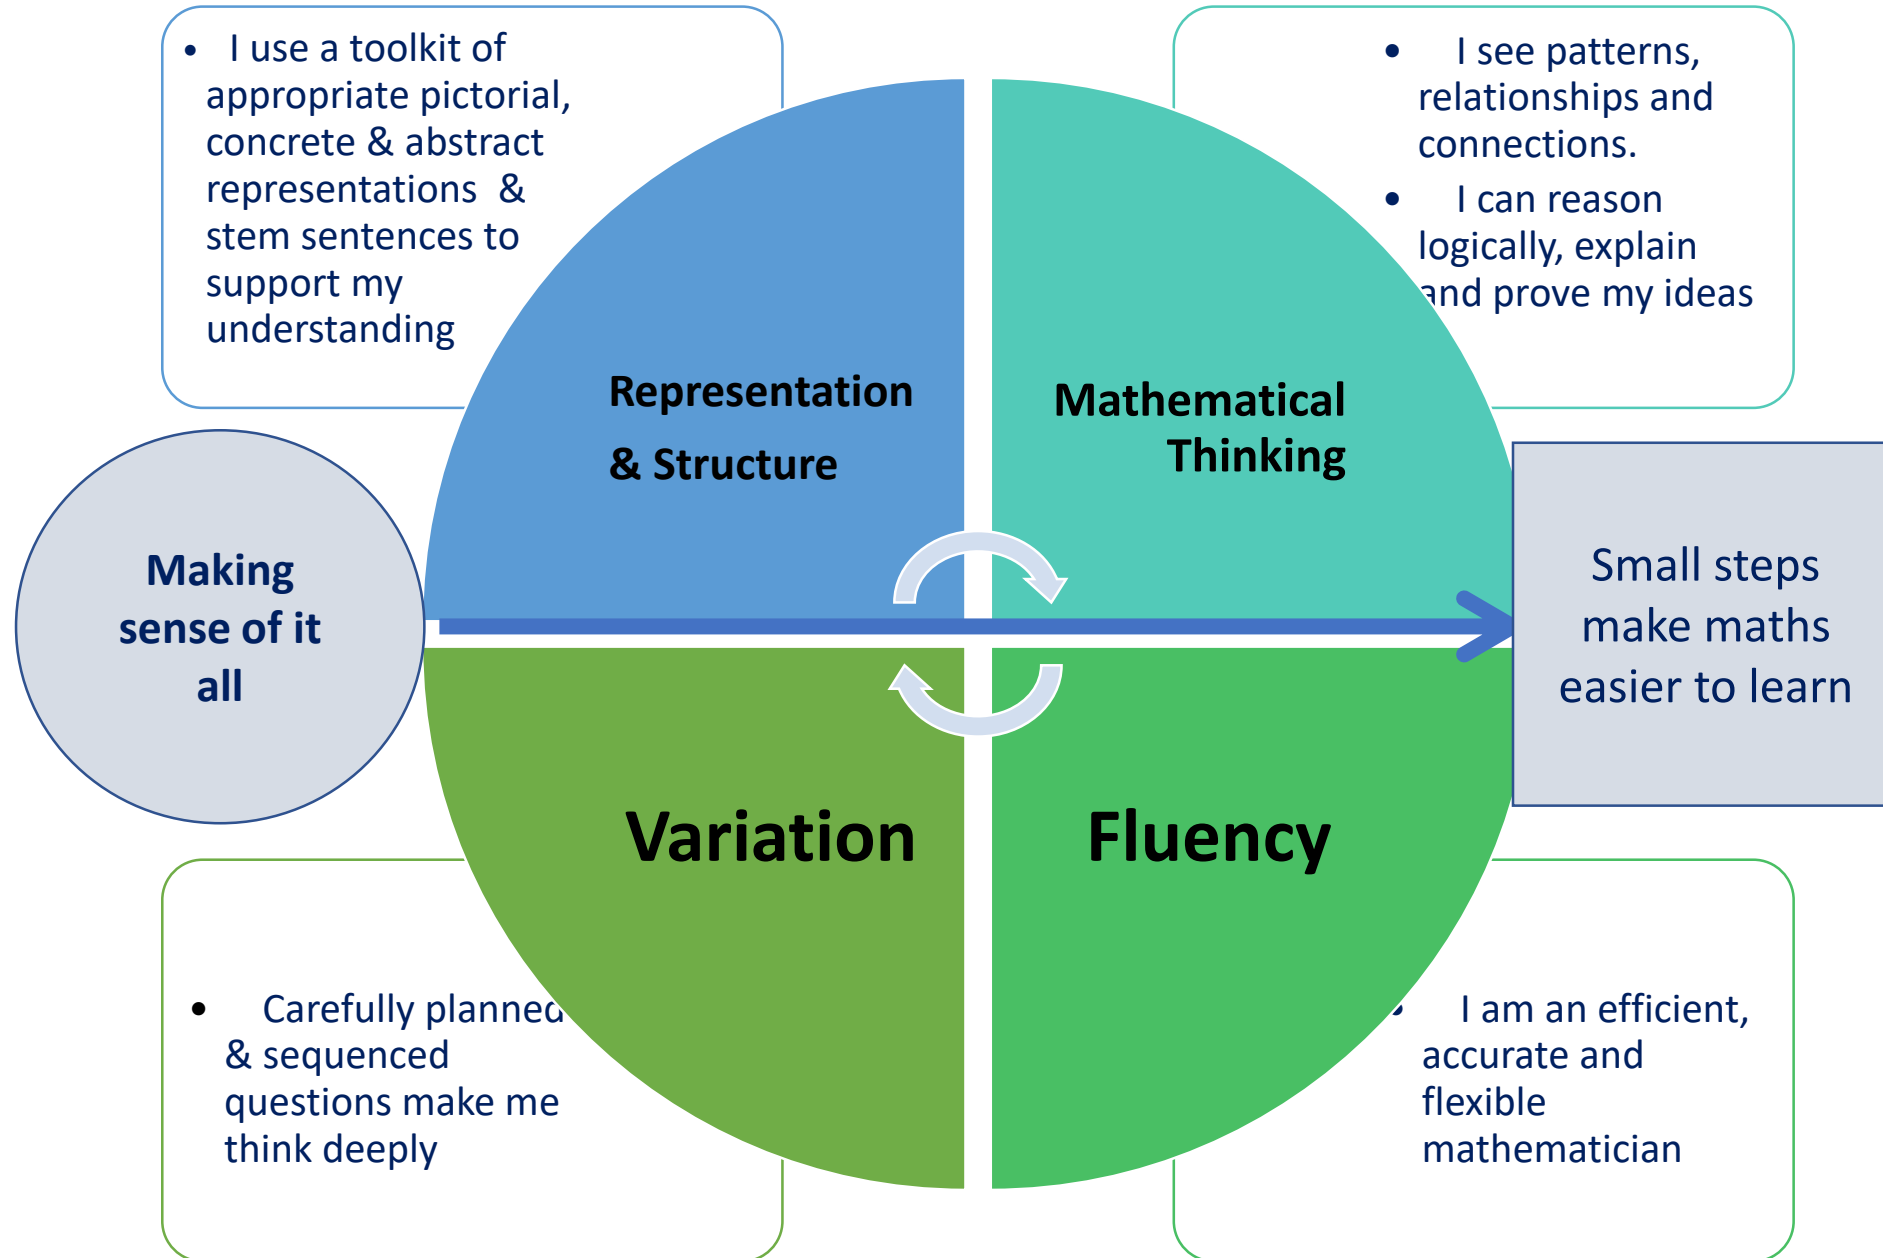 • I use a toolkit of
appropriate pictorial,
concrete & abstract
representations &
stem sentences to
support my
understanding
• I see patterns,
relationships and
connections.
• I can reason
logically, explain
and prove my ideas
Representation
& Structure
Mathematical
Thinking
Making
sense of it
all
Small steps
make maths
easier to learn
Variation
Fluency
• Carefully planned
& sequenced
questions make me
think deeply
• I am an efficient,
accurate and
flexible
mathematician